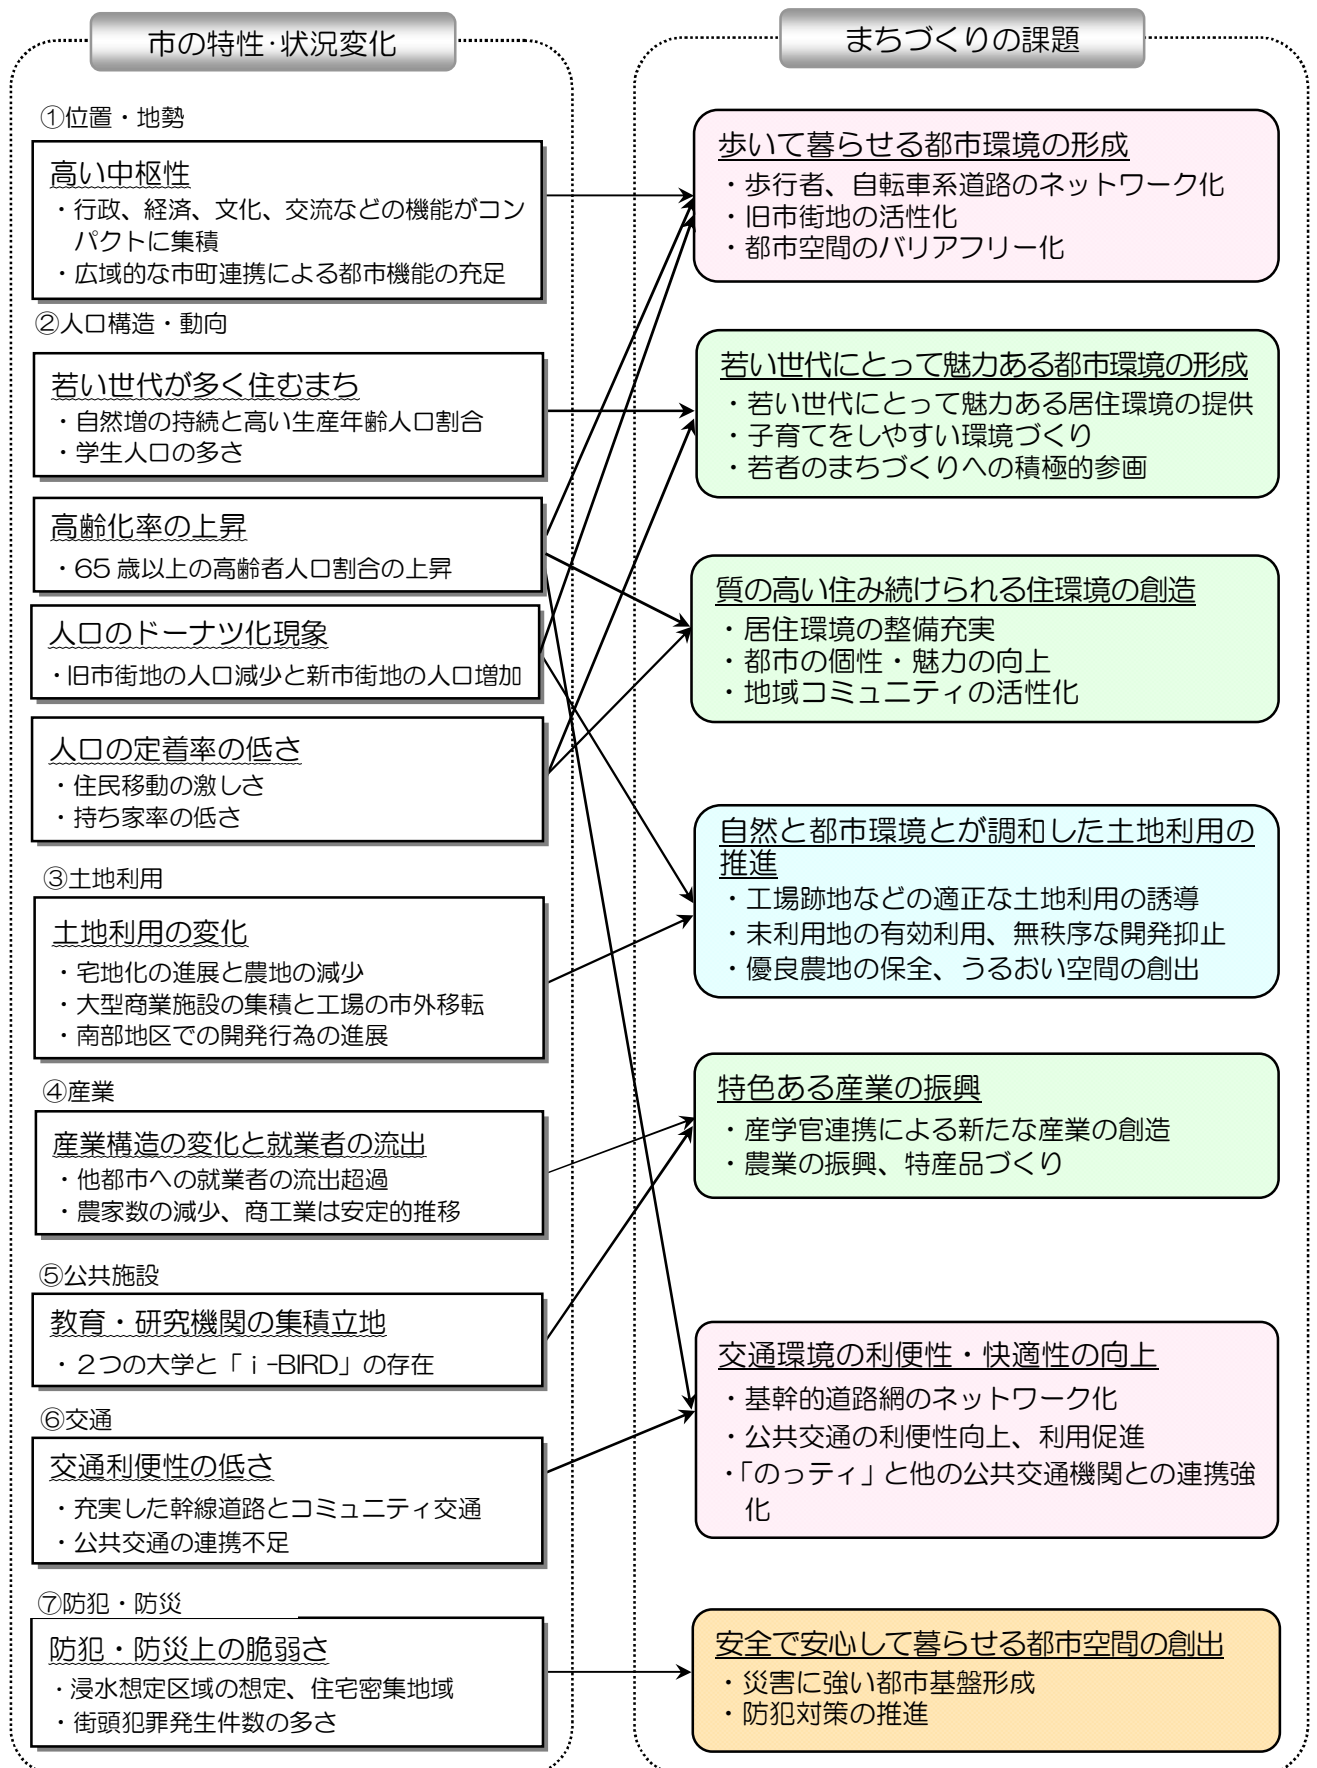 市の特性・状況変化
①位置・地勢
高い中枢性
・行政、経済、文化、交流などの機能がコン
パクトに集積
・広域的な市町連携による都市機能の充足
②人口構造・動向
若い世代が多く住むまち
・自然増の持続と高い生産年齢人口割合
・学生人口の多さ
高齢化率の上昇
・65 歳以上の高齢者人口割合の上昇
人口のドーナツ化現象
・旧市街地の人口減少と新市街地の人口増加
人口の定着率の低さ
・住民移動の激しさ
・持ち家率の低さ
③土地利用
土地利用の変化
・宅地化の進展と農地の減少
・大型商業施設の集積と工場の市外移転
・南部地区での開発行為の進展
④産業
産業構造の変化と就業者の流出
・他都市への就業者の流出超過
・農家数の減少、商工業は安定的推移
⑤公共施設
教育・研究機関の集積立地
・２つの大学と「ｉ-BIRD」の存在
⑥交通
交通利便性の低さ
・充実した幹線道路とコミュニティ交通
・公共交通の連携不足
⑦防犯・防災
防犯・防災上の脆弱さ
・浸水想定区域の想定、住宅密集地域
・街頭犯罪発生件数の多さ
まちづくりの課題
歩いて暮らせる都市環境の形成
・歩行者、自転車系道路のネットワーク化
・旧市街地の活性化
・都市空間のバリアフリー化
若い世代にとって魅力ある都市環境の形成
・若い世代にとって魅力ある居住環境の提供
・子育てをしやすい環境づくり
・若者のまちづくりへの積極的参画
質の高い住み続けられる住環境の創造
・居住環境の整備充実
・都市の個性・魅力の向上
・地域コミュニティの活性化
自然と都市環境とが調和した土地利用の
推進
・工場跡地などの適正な土地利用の誘導
・未利用地の有効利用、無秩序な開発抑止
・優良農地の保全、うるおい空間の創出
特色ある産業の振興
・産学官連携による新たな産業の創造
・農業の振興、特産品づくり
交通環境の利便性・快適性の向上
・基幹的道路網のネットワーク化
・公共交通の利便性向上、利用促進
・「のっティ」と他の公共交通機関との連携強
化
安全で安心して暮らせる都市空間の創出
・災害に強い都市基盤形成
・防犯対策の推進